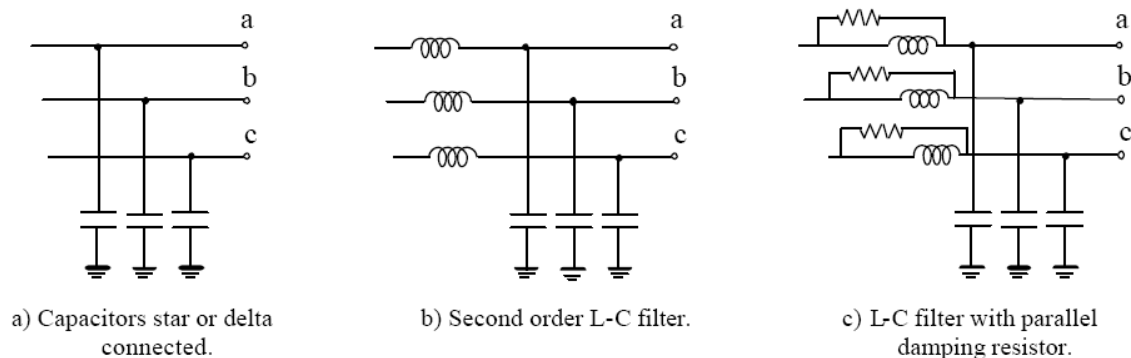 a
b
c
a
b
c
a
b
c
a) Capacitors star or delta
connected.
b) Second order L-C filter.
c) L-C filter with parallel
damping resistor.